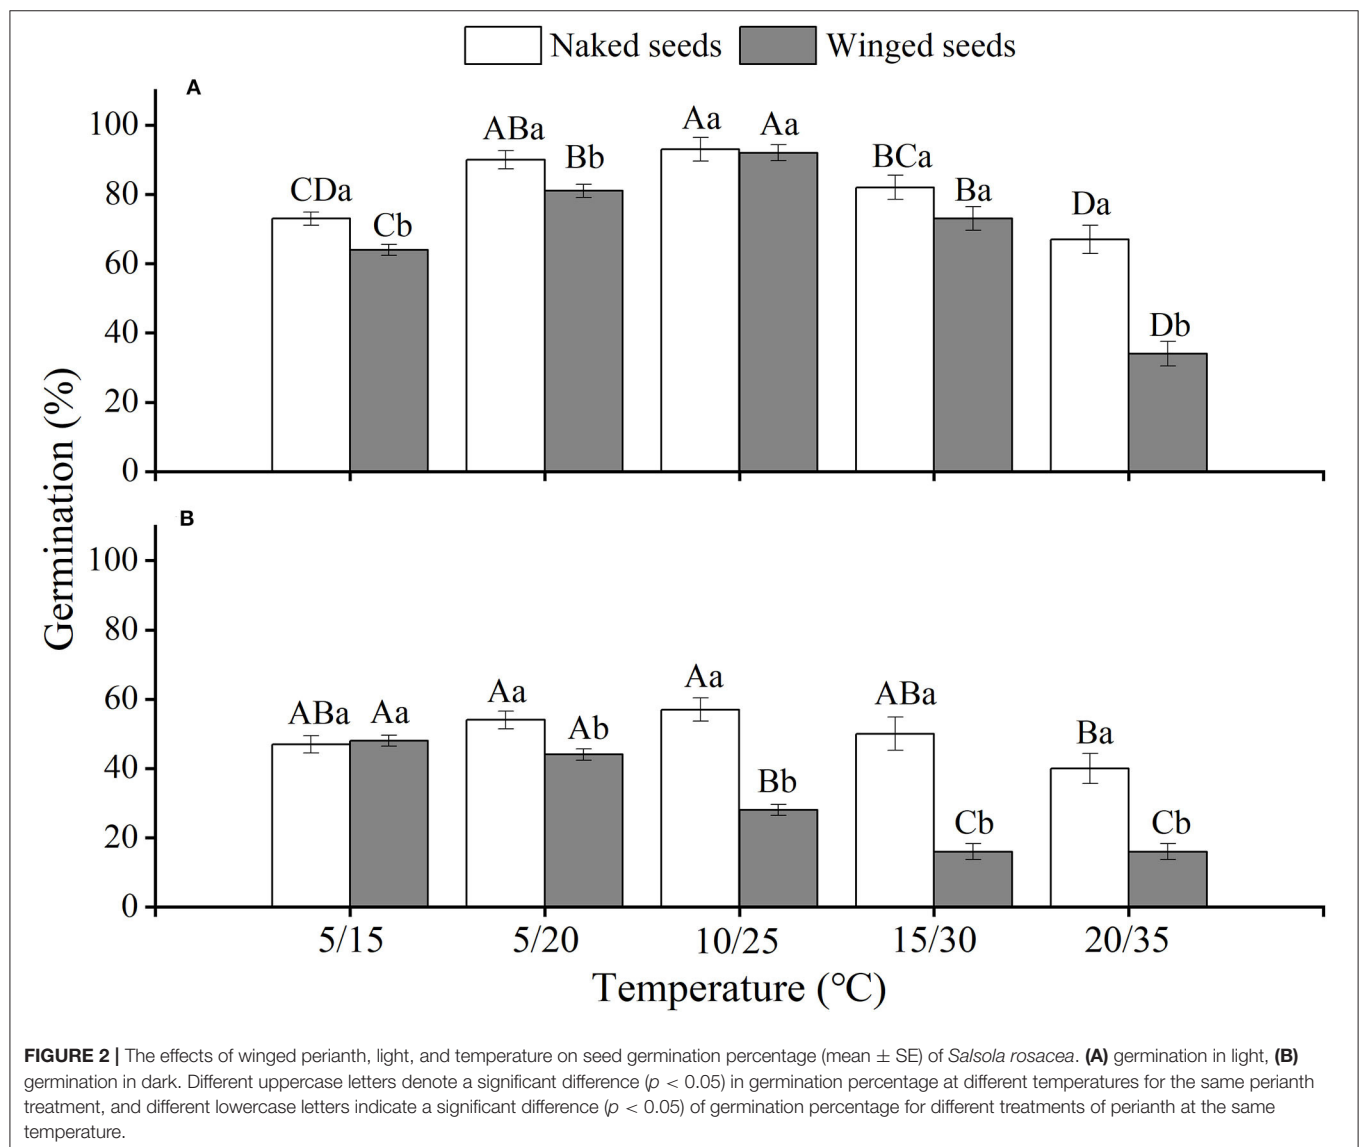 Naked seeds Winged seeds
A
100
80
60
40
20
0
CDa Cb ABa Bb Aa Aa BCa Ba Da Db
Germination (%)
B
100
80
60
40
20
0
ABa Aa Aa Ab Aa Bb ABa Cb Ba Cb
5/15 5/20 10/25 15/30 20/35
Temperature (°C)
FIGURE 2 | The effects of winged perianth, light, and temperature on seed germination percentage (mean ± SE) of Salsola rosacea. (A) germination in light, (B)
germination in dark. Different uppercase letters denote a significant difference (p < 0.05) in germination percentage at different temperatures for the same perianth
treatment, and different lowercase letters indicate a significant difference (p < 0.05) of germination percentage for different treatments of perianth at the same
temperature.